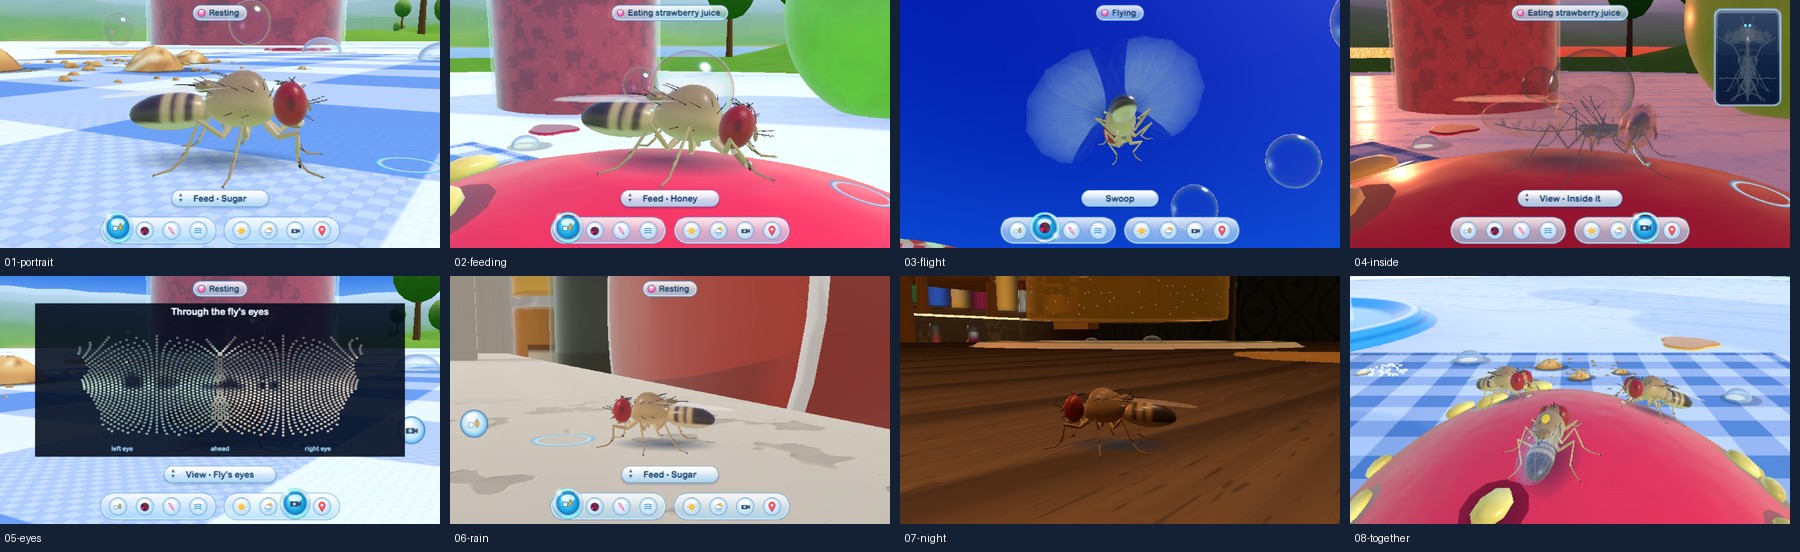 Resting
Feed • Sugar
01-portrait
Eating strawberry juice
Feed • Honey
02-feeding
Flying
Swoop
03-flight
Eating strawberry juice
View • Inside it
04-inside
Resting
Through the fly's eyes
left eye
ahead
right eye
View • Fly's eyes
05-eyes
Resting
Feed • Sugar
06-rain
07-night
08-together